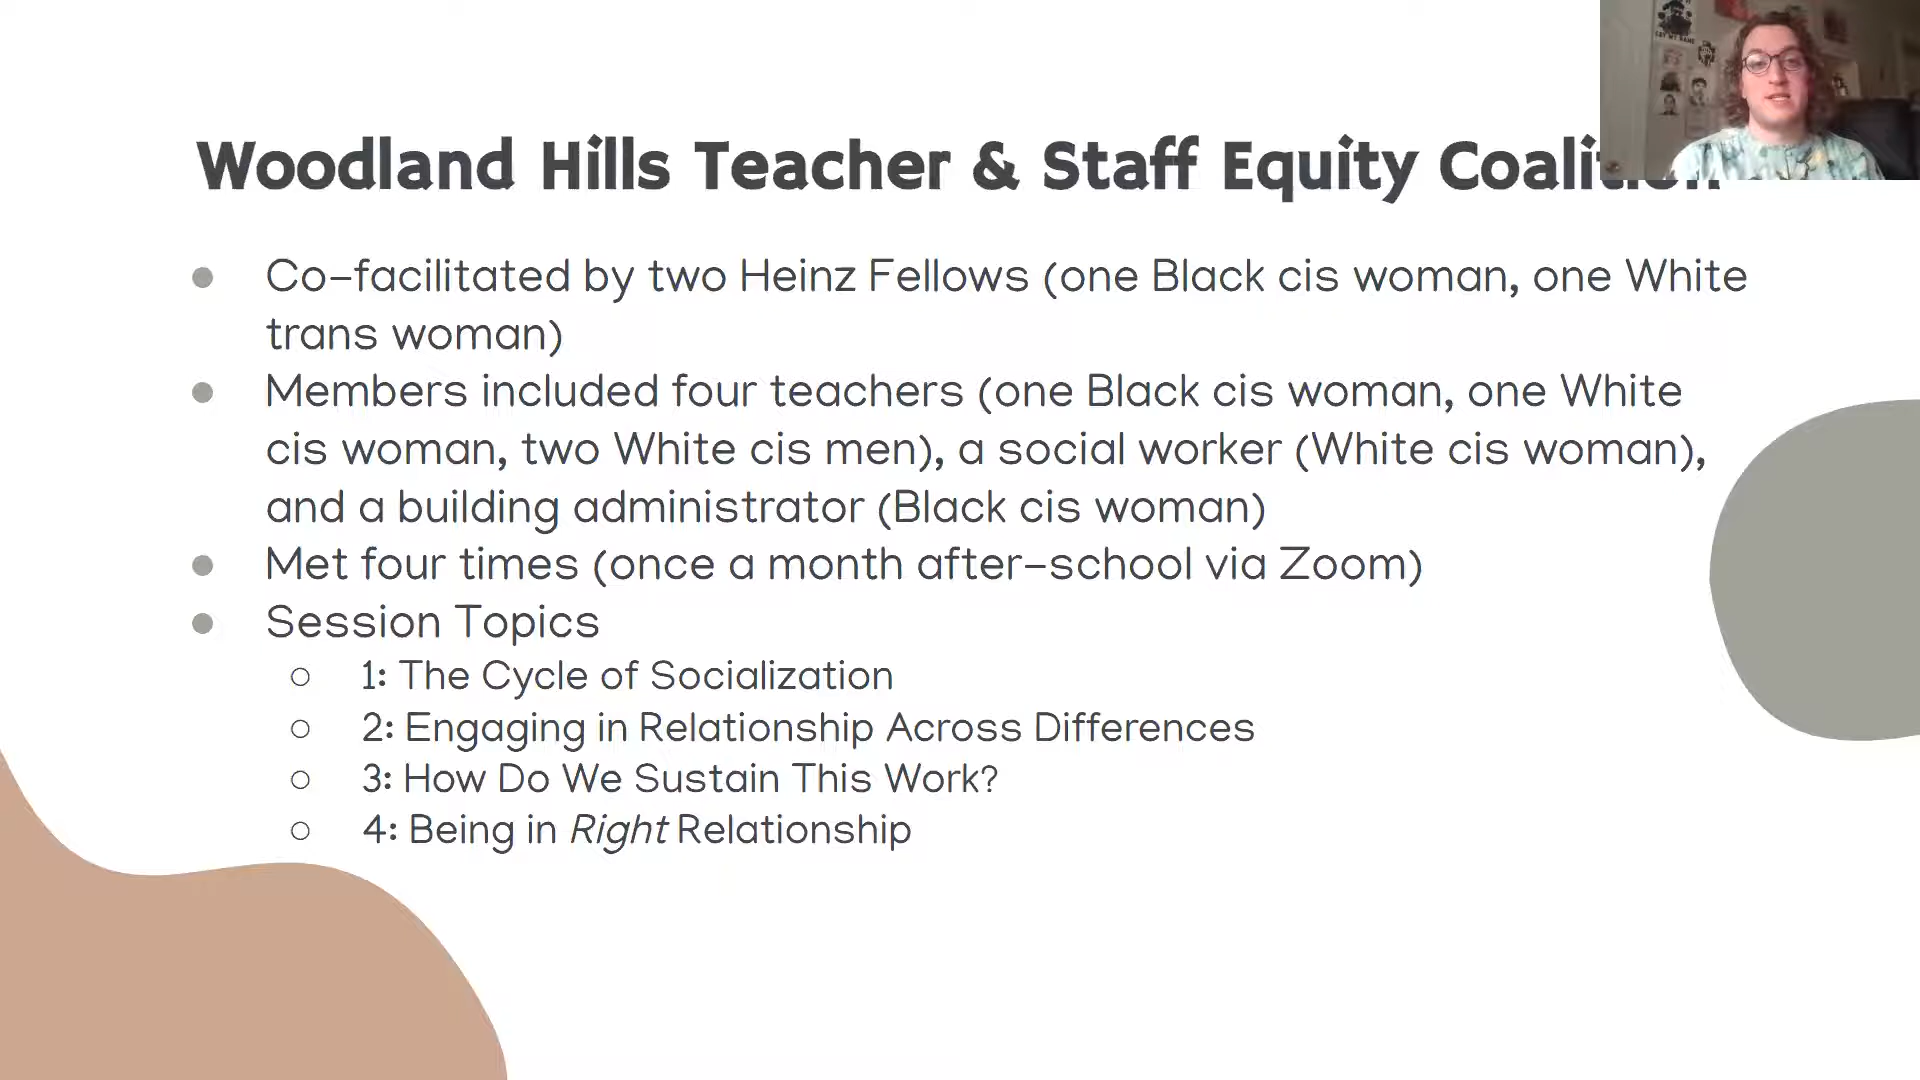 Woodland Hills Teacher & Staff Equity Coalition
Co-facilitated by two Heinz Fellows (one Black cis woman, one White
trans woman)
Members included four teachers (one Black cis woman, one White
cis woman, two White cis men), a social worker (White cis woman),
and a building administrator (Black cis woman)
Met four times (once a month after-school via Zoom)
Session Topics
1: The Cycle of Socialization
2: Engaging in Relationship Across Differences
3: How Do We Sustain This Work?
4: Being in Right Relationship